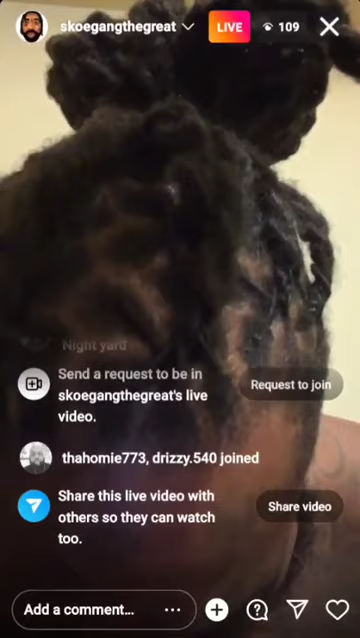 skoegangthegreat LIVE 109
Night yard
Send a request to be in
skoegangthegreat's live
video.
Request to join
thahomie773, drizzy.540 joined
Share this live video with
others so they can watch
too.
Share video
Add a comment...